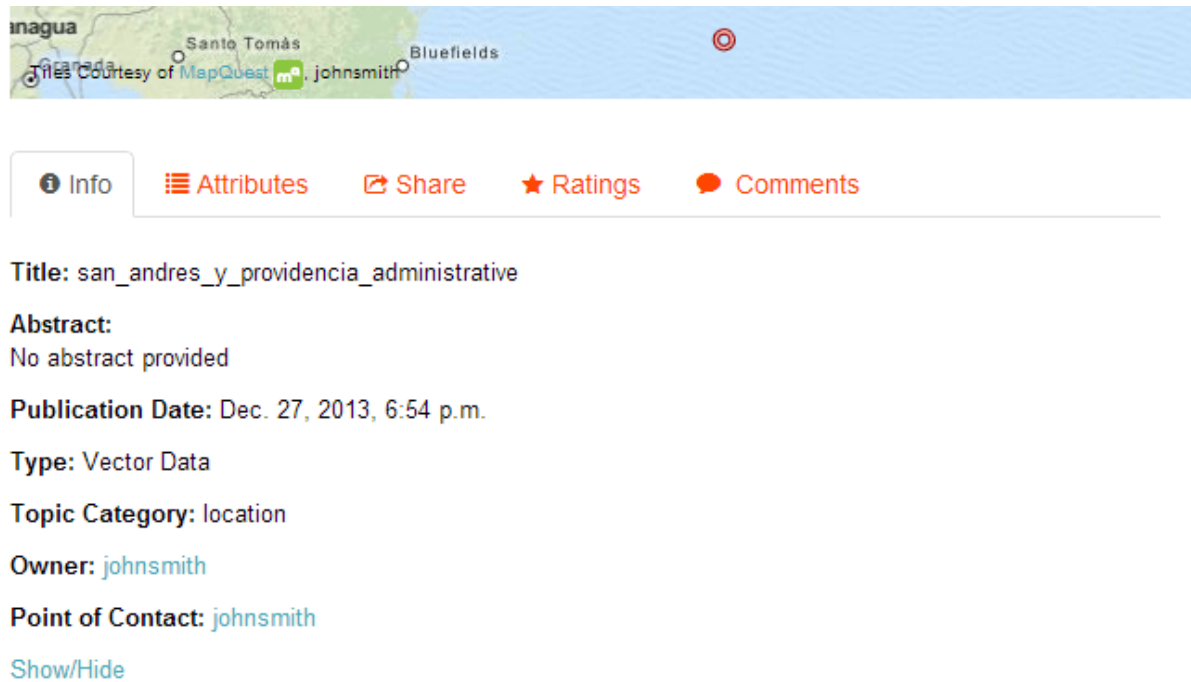 anagua
Santo Tomás
Bluefields
Granada
Tiles Courtesy of MapQuest ma, johnsmith
Info Attributes Share Ratings Comments
Title: san_andres_y_providencia_administrative
Abstract:
No abstract provided
Publication Date: Dec. 27, 2013, 6:54 p.m.
Type: Vector Data
Topic Category: location
Owner: johnsmith
Point of Contact: johnsmith
Show/Hide